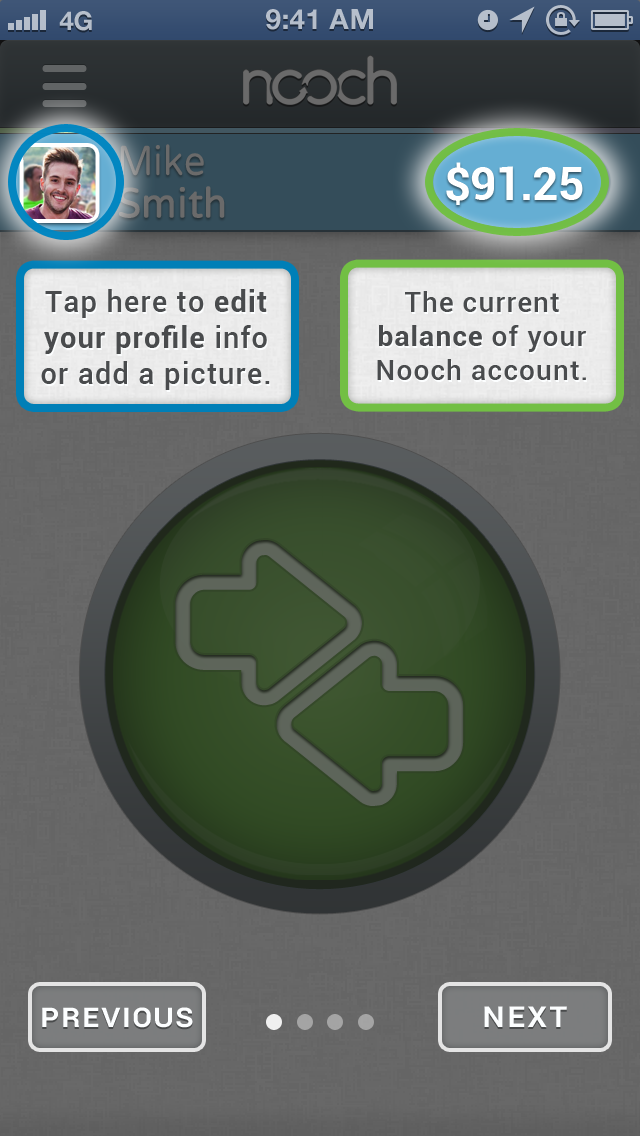 4G
9:41 AM
nooch
Mike
Smith
$91.25
Tap here to edit
your profile info
or add a picture.
The current
balance of your
Nooch account.
PREVIOUS
NEXT